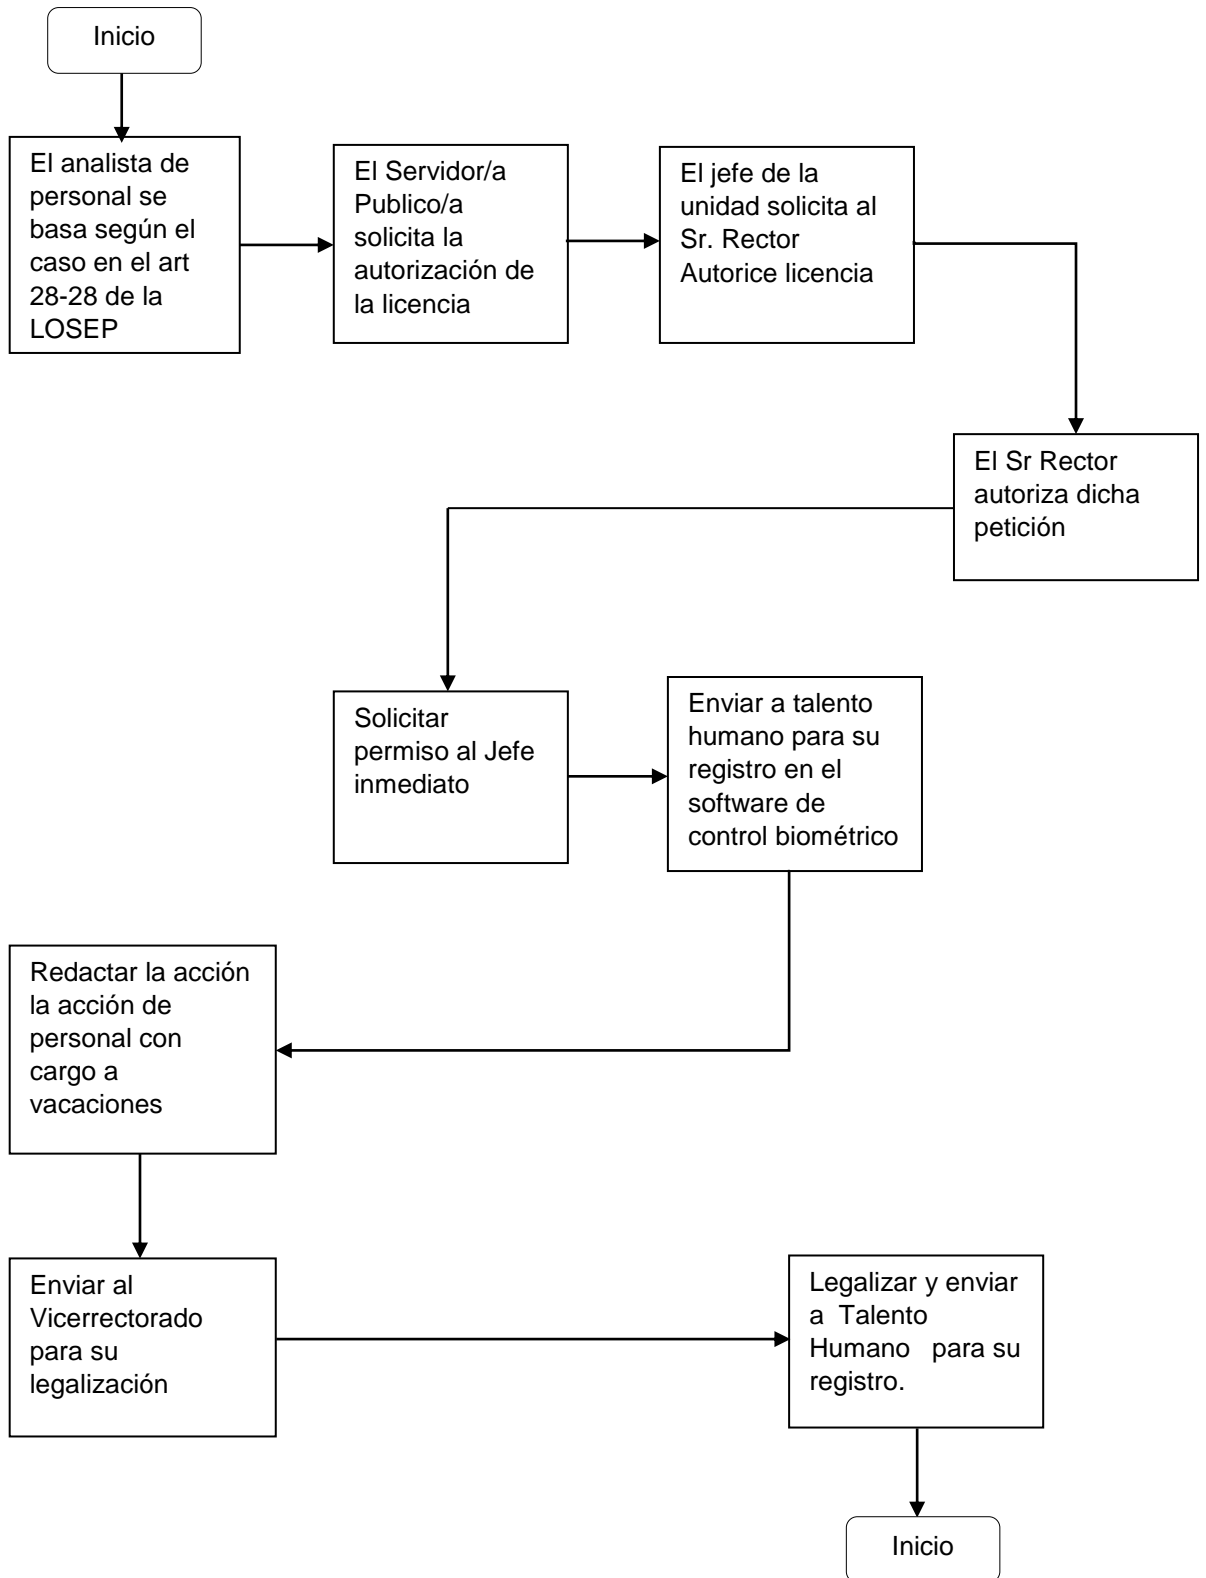 Inicio
El analista de
personal se
basa según el
caso en el art
28-28 de la
LOSEP
El Servidor/a
Publico/a
solicita la
autorización de
la licencia
El jefe de la
unidad solicita al
Sr. Rector
Autorice licencia
El Sr Rector
autoriza dicha
petición
Solicitar
permiso al Jefe
inmediato
Enviar a talento
humano para su
registro en el
software de
control biométrico
Redactar la acción
la acción de
personal con
cargo a
vacaciones
Enviar al
Vicerrectorado
para su
legalización
Legalizar y enviar
a Talento
Humano para su
registro.
Inicio